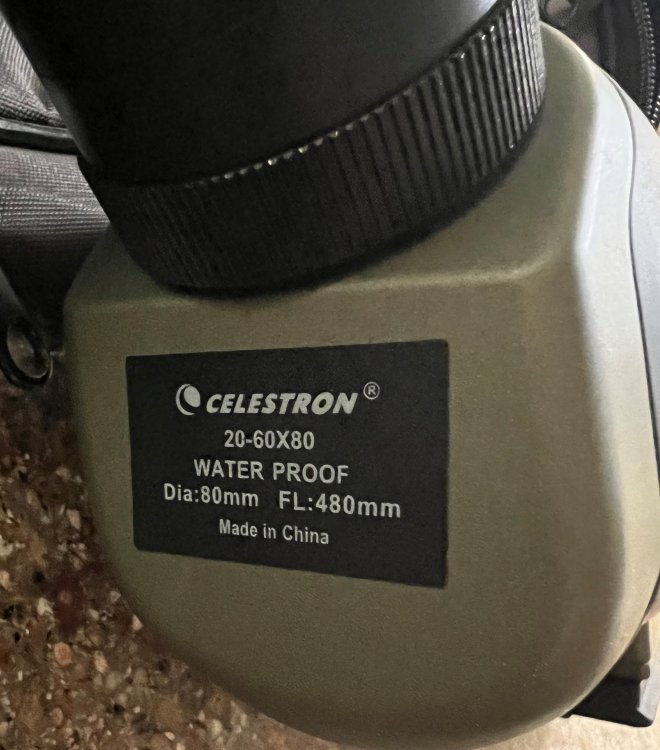 CELESTRON®
20-60X80
WATER PROOF
Dia:80mm FL:480mm
Made in China